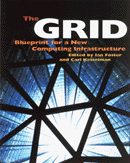 The
GRID
Blueprint for a New
Computing Infrastructure
Edited by Ian Foster
and Carl Kesselman